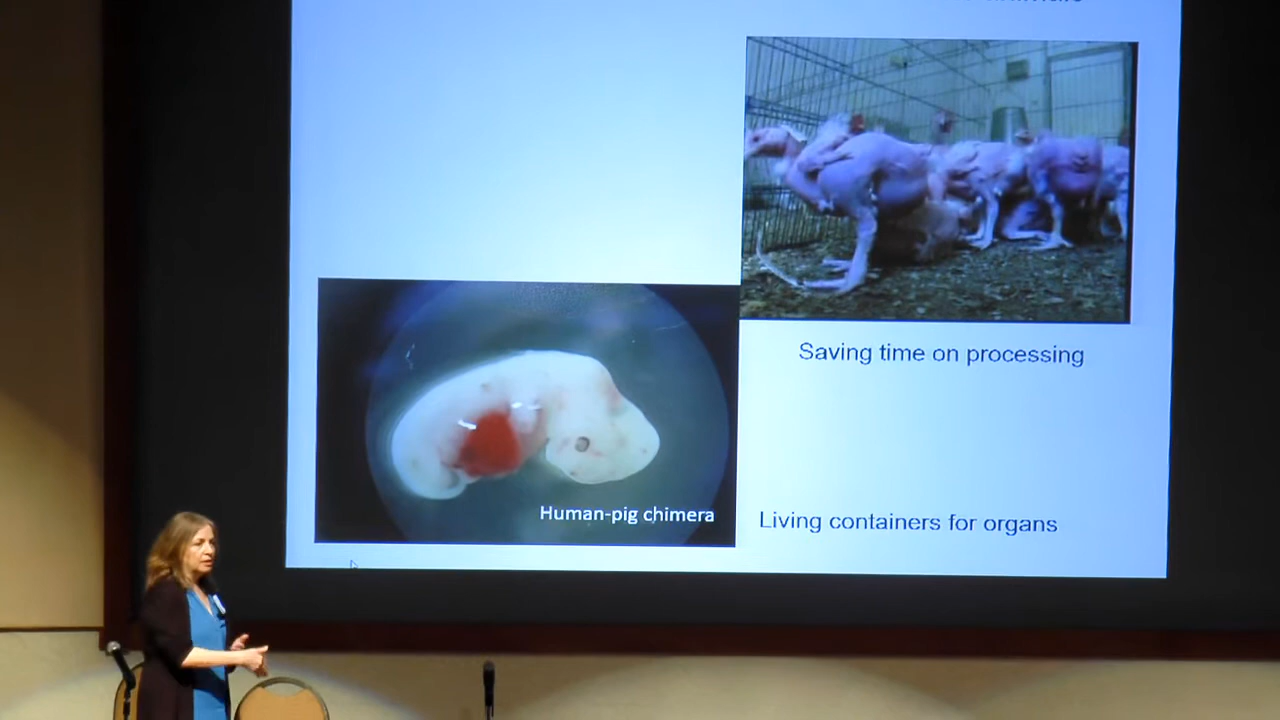 Saving time on processing
Human-pig chimera
Living containers for organs